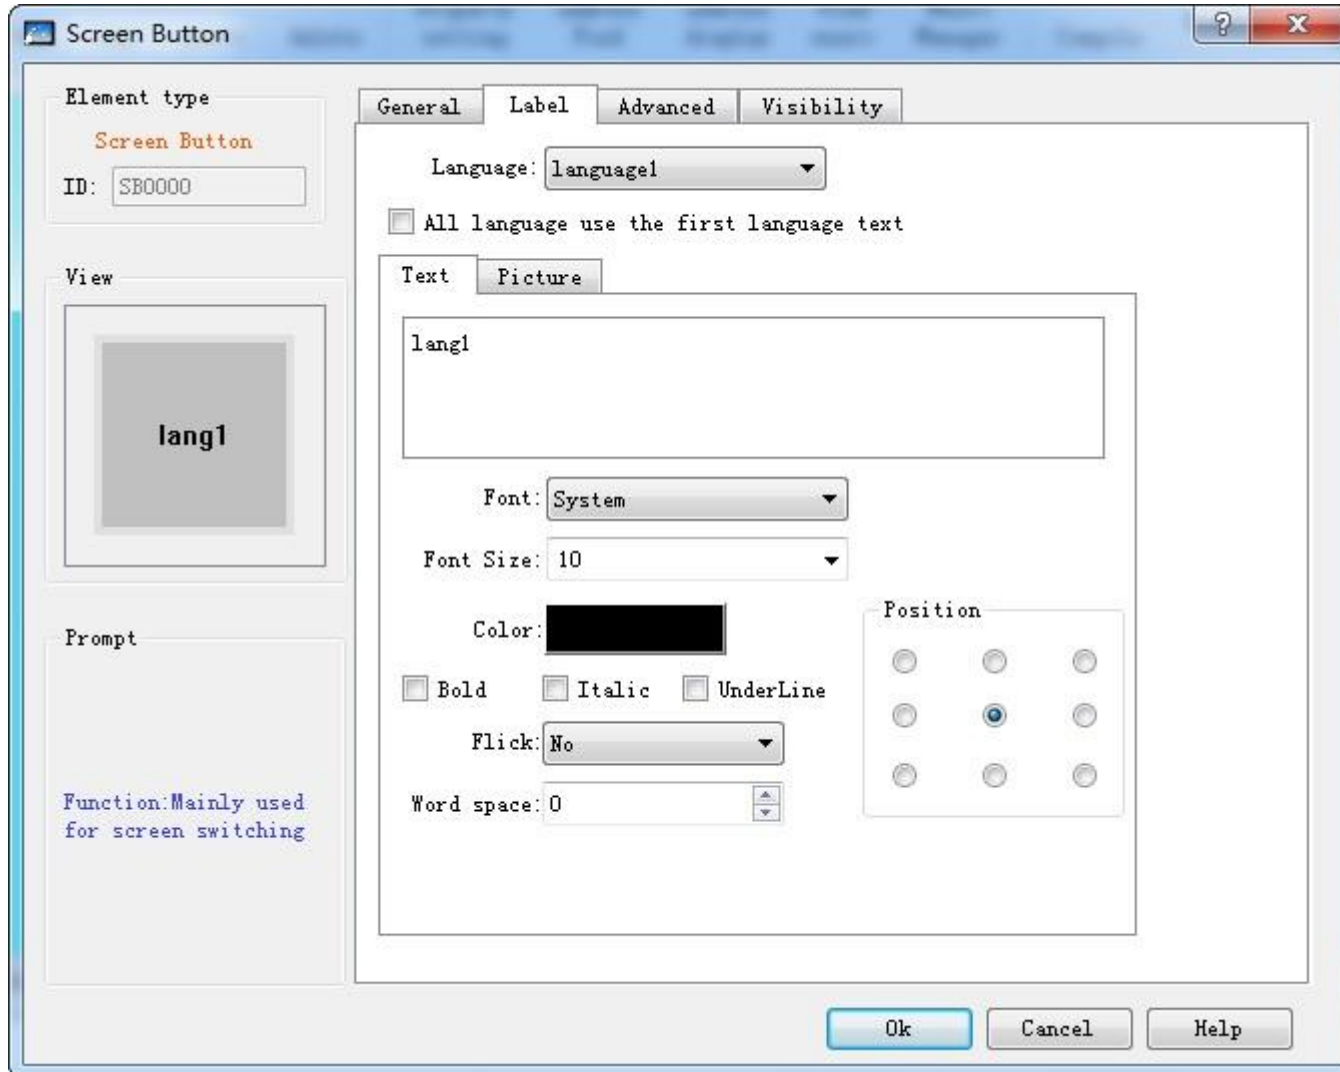 Screen Button
Element type
Screen Button
ID: SB0000
View
lang1
Prompt
Function:Mainly used
for screen switching
General Label Advanced Visibility
Language: language1
All language use the first language text
Text Picture
lang1
Font: System
Font Size: 10
Color:
Bold Italic UnderLine
Flick: No
Word space: 0
Position
Ok Cancel Help